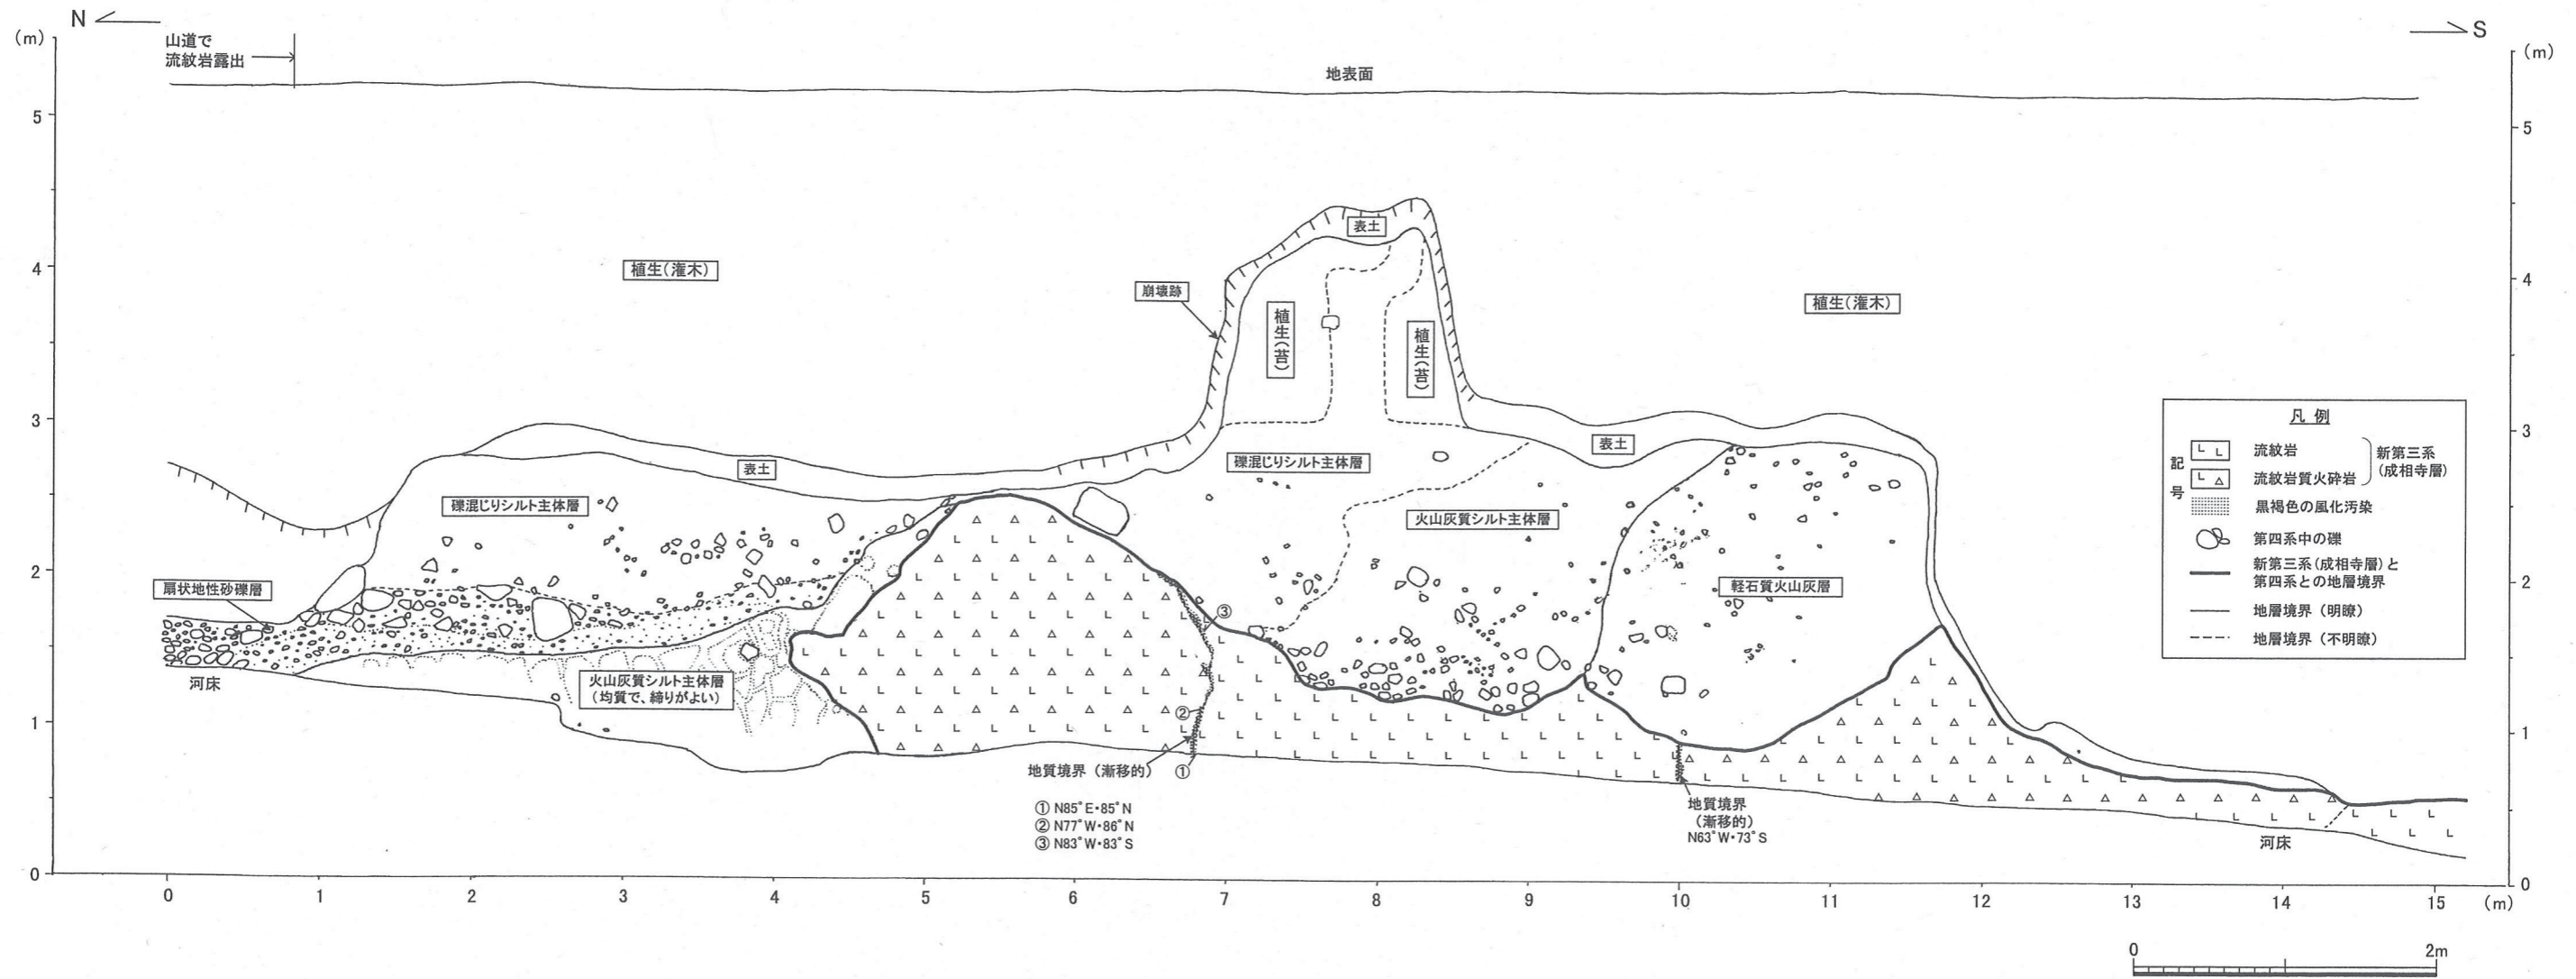 N
S
(m)
(m)
山道で
流紋岩露出
地表面
5
4
3
2
1
0
5
4
3
2
1
0
植生(潅木)
崩壊跡
表土
植生(苔)
植生(苔)
植生(潅木)
表土
礫混じりシルト主体層
表土
礫混じりシルト主体層
火山灰質シルト主体層
軽石質火山灰層
扇状地性砂礫層
河床
火山灰質シルト主体層
(均質で、締りがよい)
③
②
①
地質境界(漸移的)
① N85°E・85°N
② N77°W・86°N
③ N83°W・83°S
地質境界
(漸移的)
N63°W・73°S
河床
凡 例
記号
流紋岩
流紋岩質火砕岩
新第三系
(成相寺層)
黒褐色の風化汚染
第四系中の礫
新第三系(成相寺層)と
第四系との地層境界
地層境界(明瞭)
地層境界(不明瞭)
0 1 2 3 4 5 6 7 8 9 10 11 12 13 14 15 (m)
0 2m